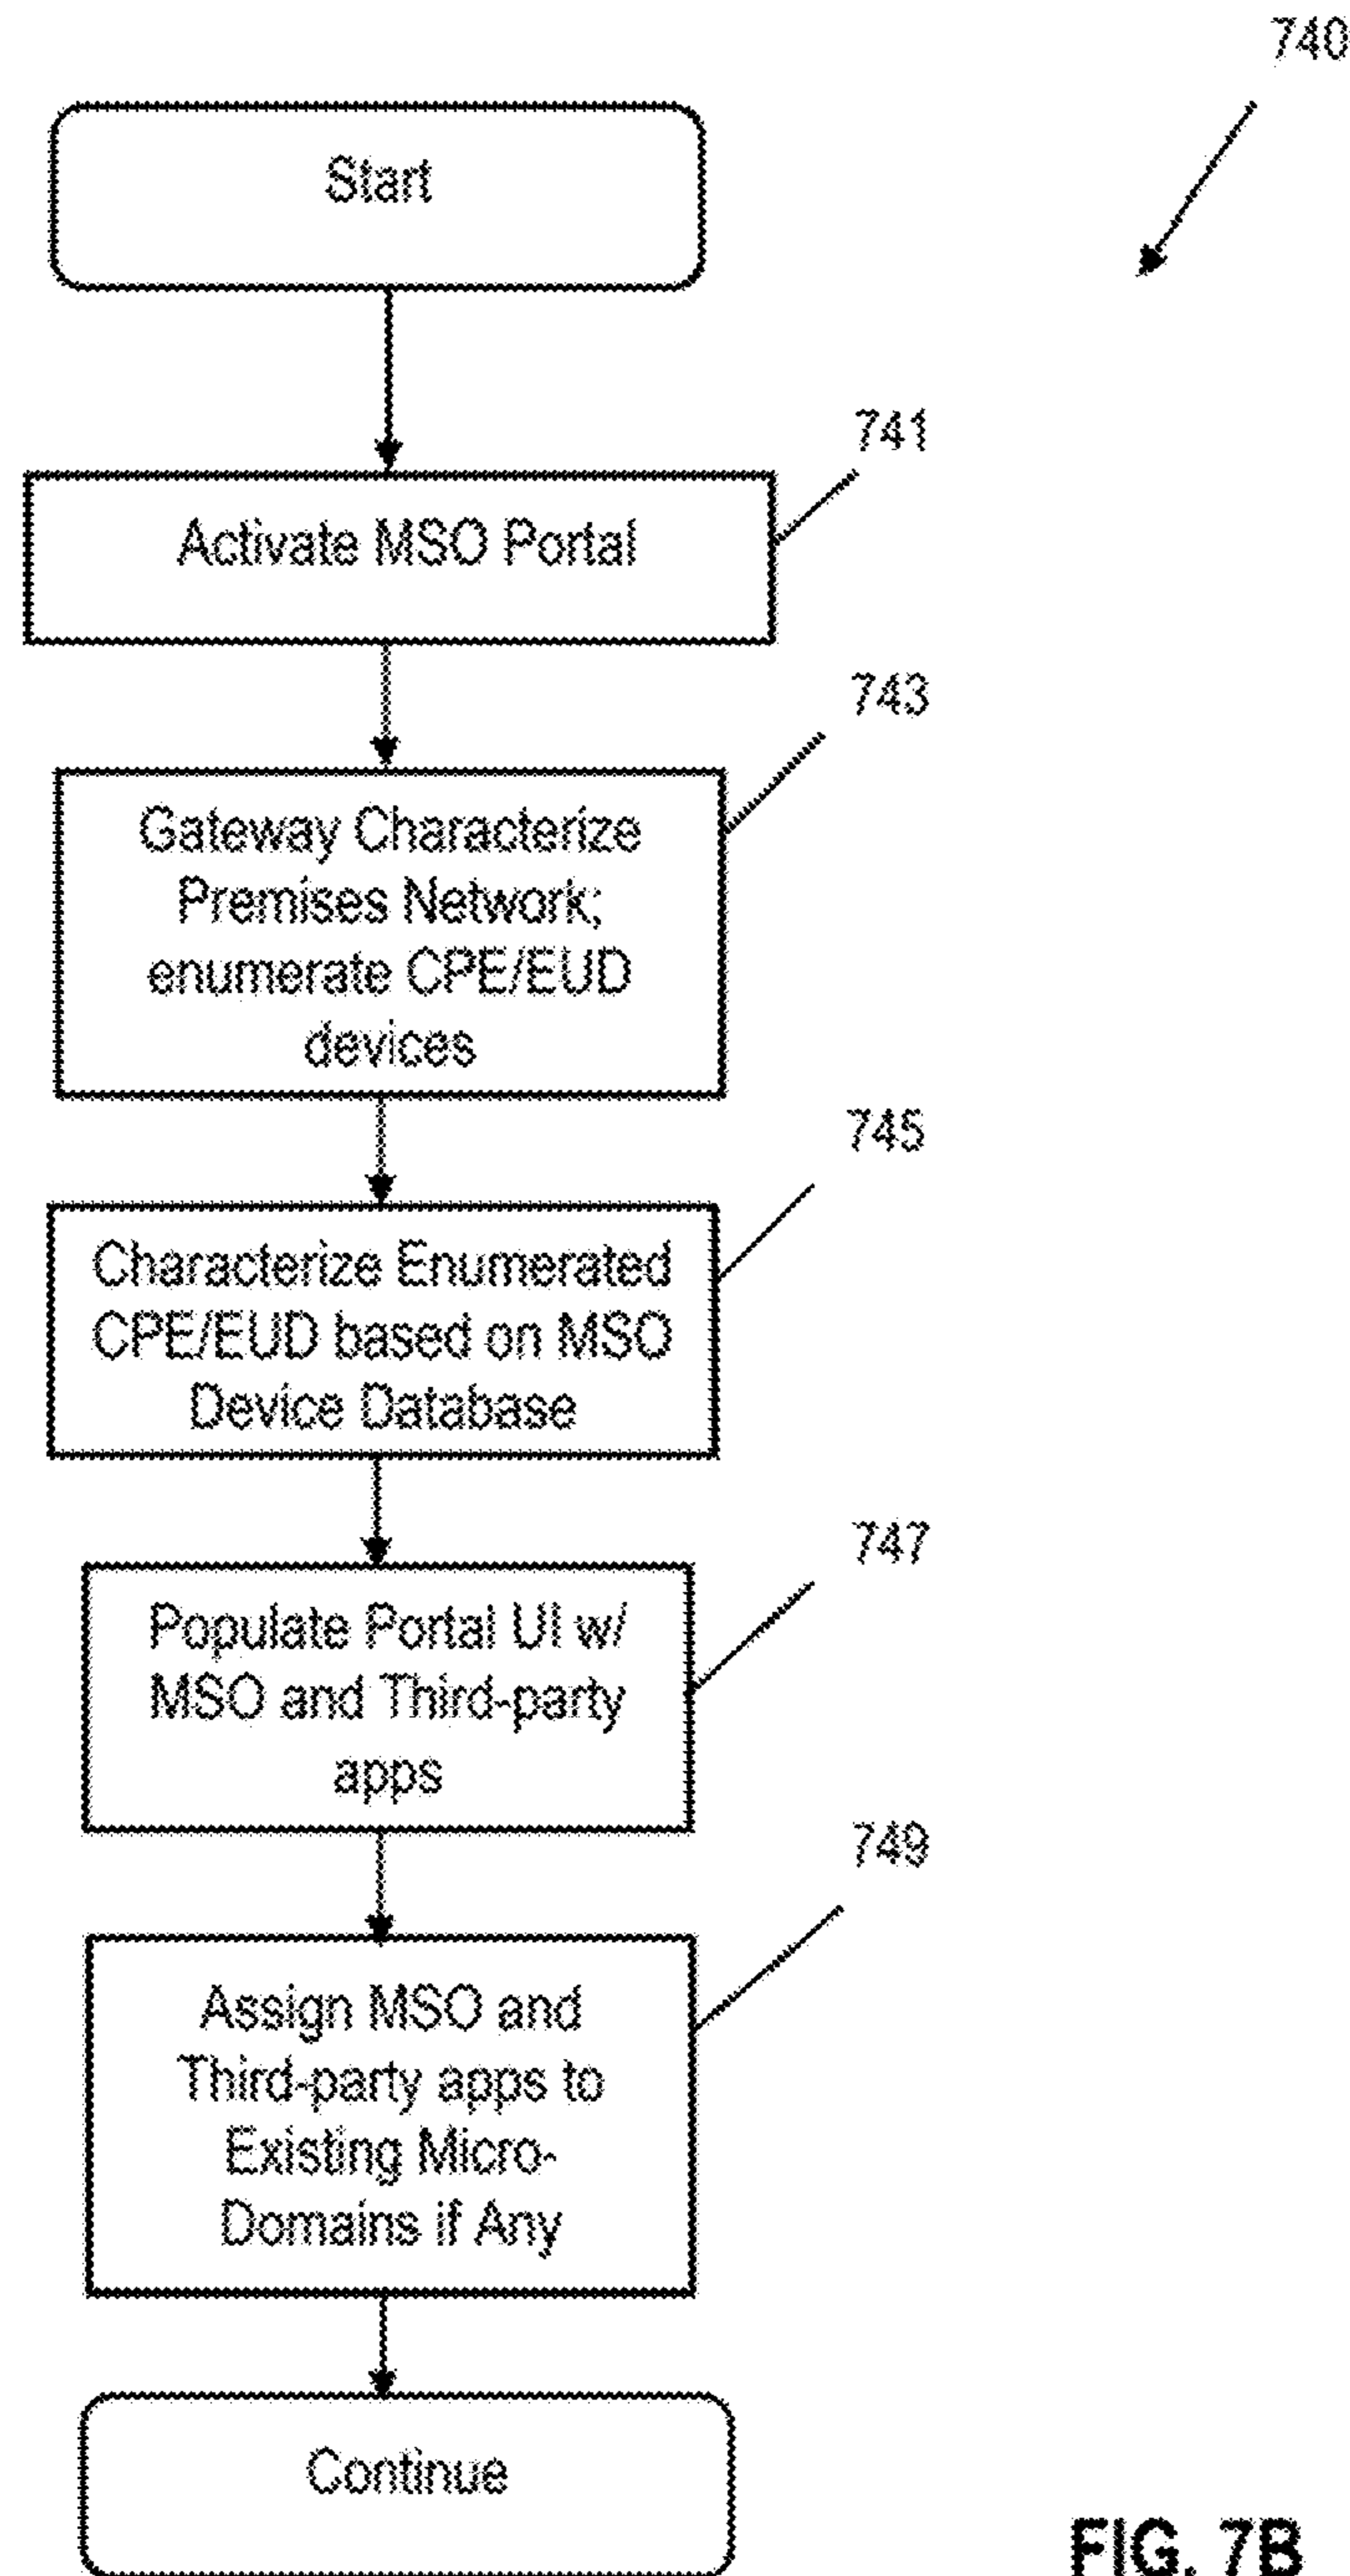 740
Start
741
Activate MSO Portal
743
Gateway Characterize
Premises Network;
enumerate CPE/EUD
devices
745
Characterize Enumerated
CPE/EUD based on MSO
Device Database
747
Populate Portal UI w/
MSO and Third-party
apps
749
Assign MSO and
Third-party apps to
Existing Micro-
Domains if Any
Continue
FIG. 7B